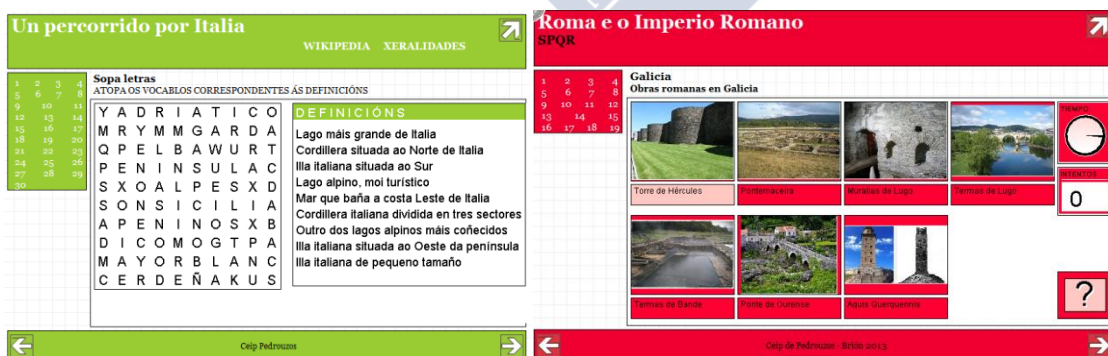 Un percorrido por Italia
WIKIPEDIA XERALIDADES
1 2 3 4
5 6 7 8
9 10 11
12 13 14
15 16 17
18 19 20
21 22 23
24 25 26
27 28 29
30
Sopa letras
ATOPA OS VOCABLOS CORRESPONDENTES ÁS DEFINICIÓNS
Y A D R I A T I C O
M R Y M M G A R D A
Q P E L B A W U R T
P E N I N S U L A C
S X O A L P E S X D
S O N S I C I L I A
A P E N I N O S X B
D I C O M O G T P A
M A Y O R B L A N C
C E R D E Ñ A K U S
DEFINICIÓNS
Lago máis grande de Italia
Cordillera situada ao Norte de Italia
Illa italiana situada ao Sur
Lago alpino, moi turístico
Mar que baña a costa Leste de Italia
Cordillera italiana dividida en tres sectores
Outro dos lagos alpinos máis coñecidos
Illa italiana situada ao Oeste da península
Illa italiana de pequeno tamaño
Ceip Pedrouzos
Roma e o Imperio Romano
SPQR
1 2 3 4
5 6 7 8
9 10 11 12
13 14 15
16 17 18 19
Galicia
Obras romanas en Galicia
TIEMPO
Torre de Hércules
Pontemaceira
Murallas de Lugo
Termas de Lugo
INTENTOS
0
Termas de Bande
Ponte de Ourense
Aquis Querquennis
?
Ceip de Pedrouzos - Brión 2013